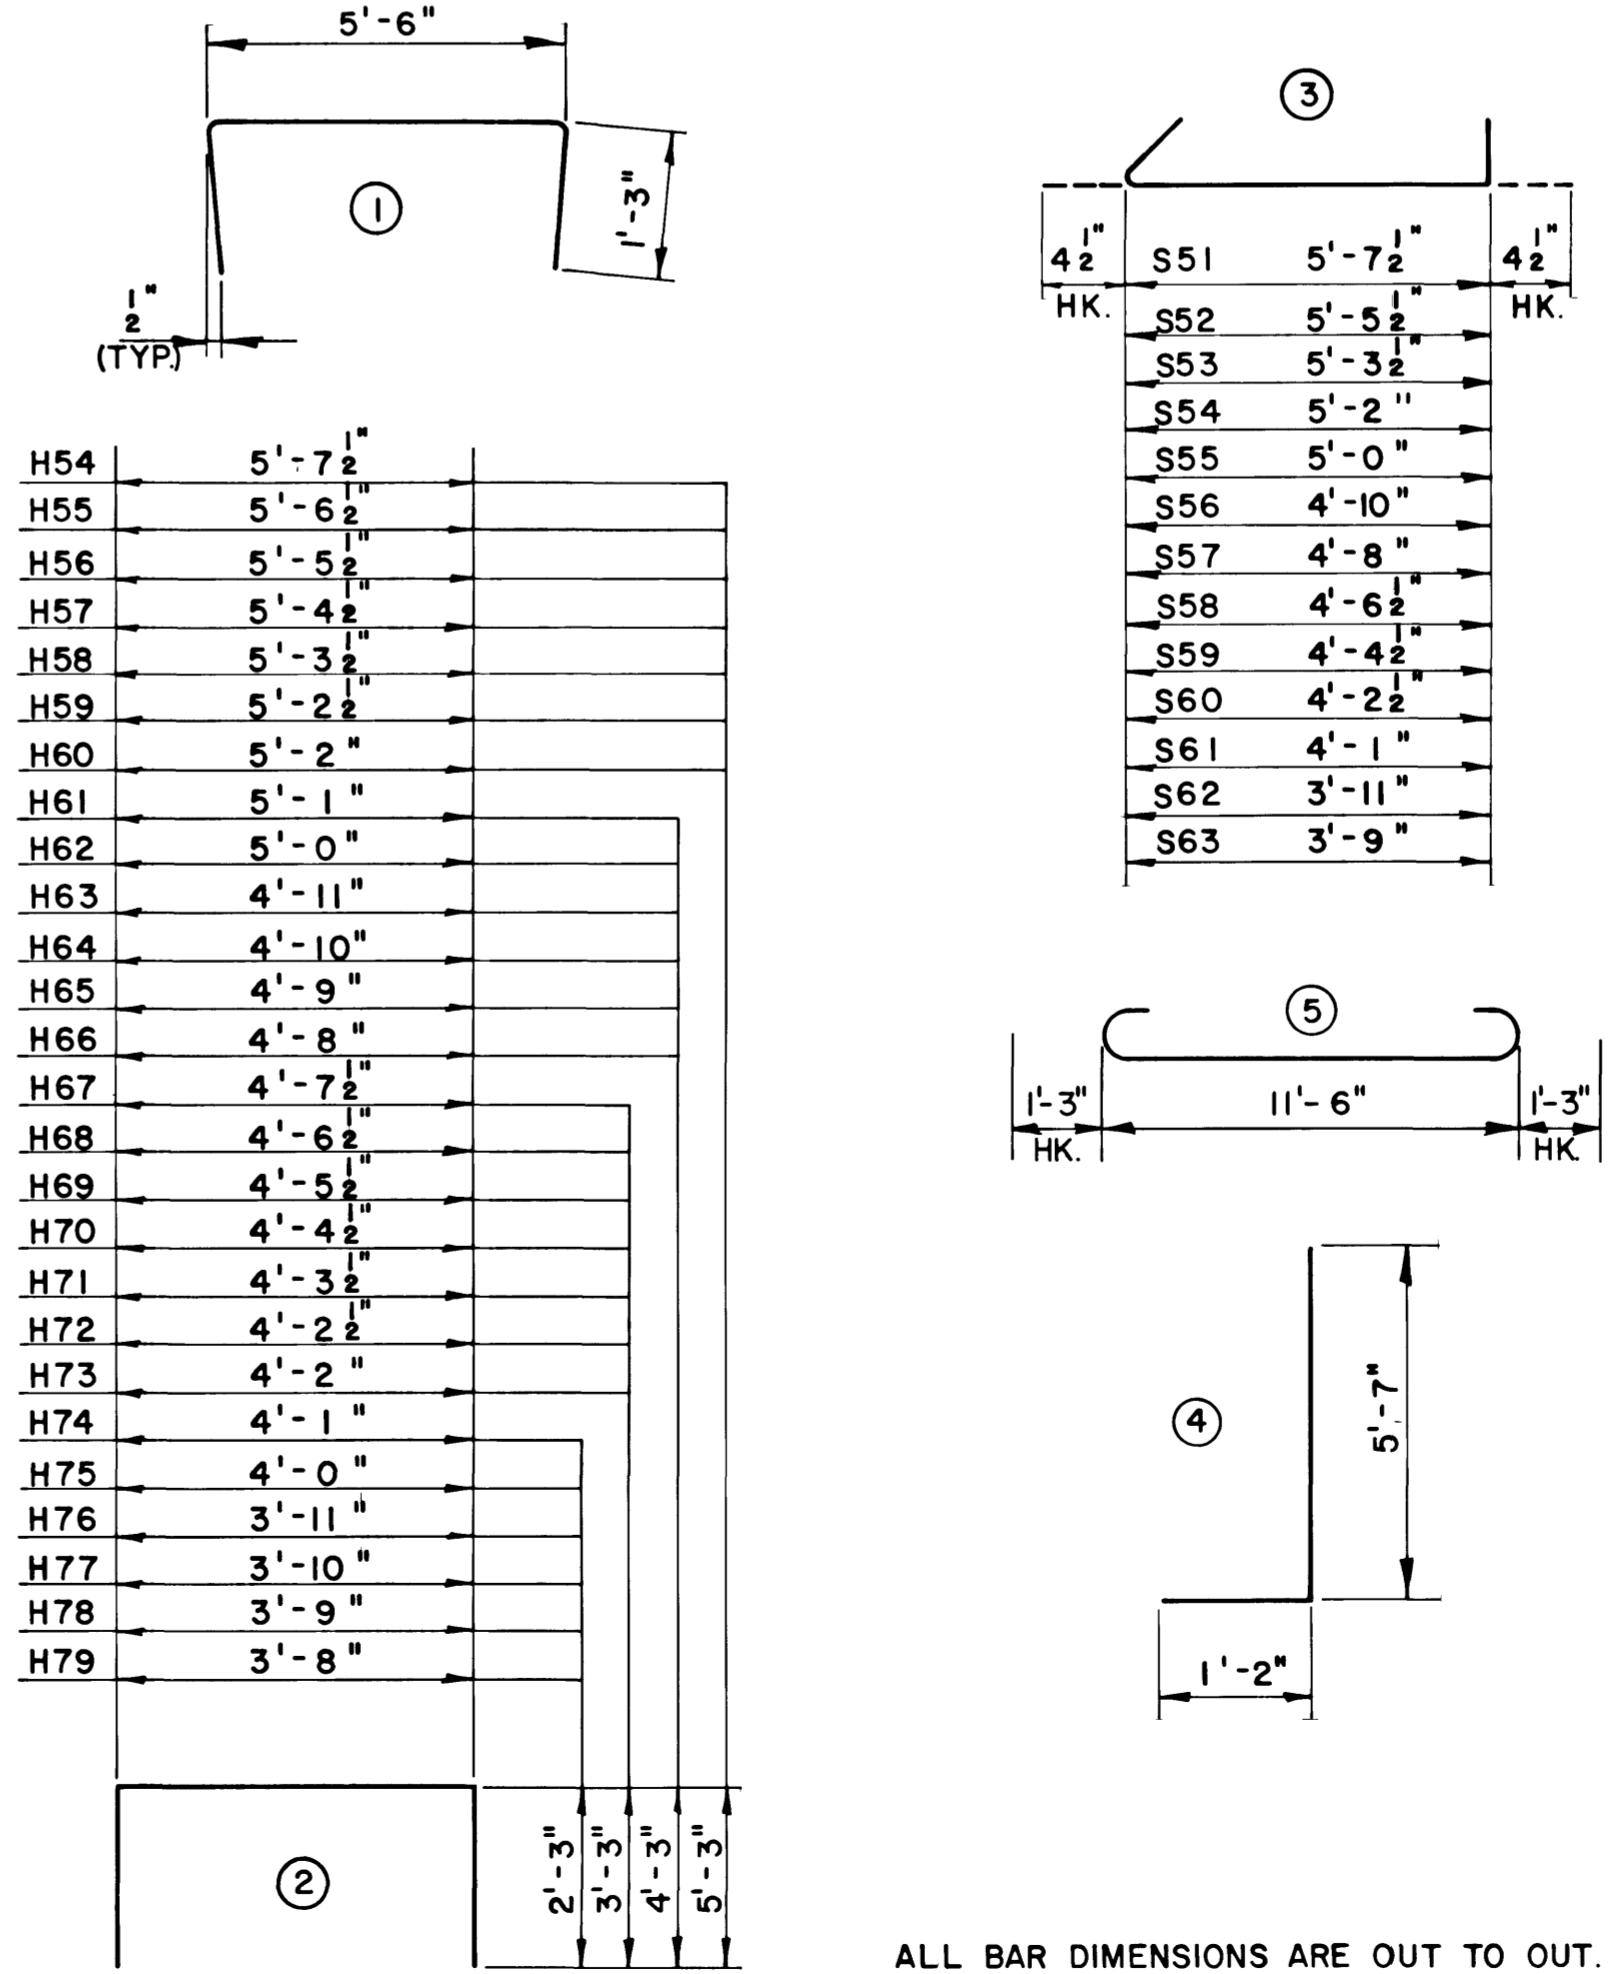 5'-6"
1
1'-3"
1/2"
(TYP.)
H54 5'-7 1/2"
H55 5'-6 1/2"
H56 5'-5 1/2"
H57 5'-4 1/2"
H58 5'-3 1/2"
H59 5'-2 1/2"
H60 5'-2"
H61 5'-1"
H62 5'-0"
H63 4'-11"
H64 4'-10"
H65 4'-9"
H66 4'-8"
H67 4'-7 1/2"
H68 4'-6 1/2"
H69 4'-5 1/2"
H70 4'-4 1/2"
H71 4'-3 1/2"
H72 4'-2 1/2"
H73 4'-2"
H74 4'-1"
H75 4'-0"
H76 3'-11"
H77 3'-10"
H78 3'-9"
H79 3'-8"
2
2'-3"
3'-3"
4'-3"
5'-3"
3
4 1/2" S51 5'-7 1/2" 4 1/2"
HK. HK.
S52 5'-5 1/2"
S53 5'-3 1/2"
S54 5'-2"
S55 5'-0"
S56 4'-10"
S57 4'-8"
S58 4'-6 1/2"
S59 4'-4 1/2"
S60 4'-2 1/2"
S61 4'-1"
S62 3'-11"
S63 3'-9"
5
1'-3" 11'-6" 1'-3"
HK. HK.
4
5'-7"
1'-2"
ALL BAR DIMENSIONS ARE OUT TO OUT.